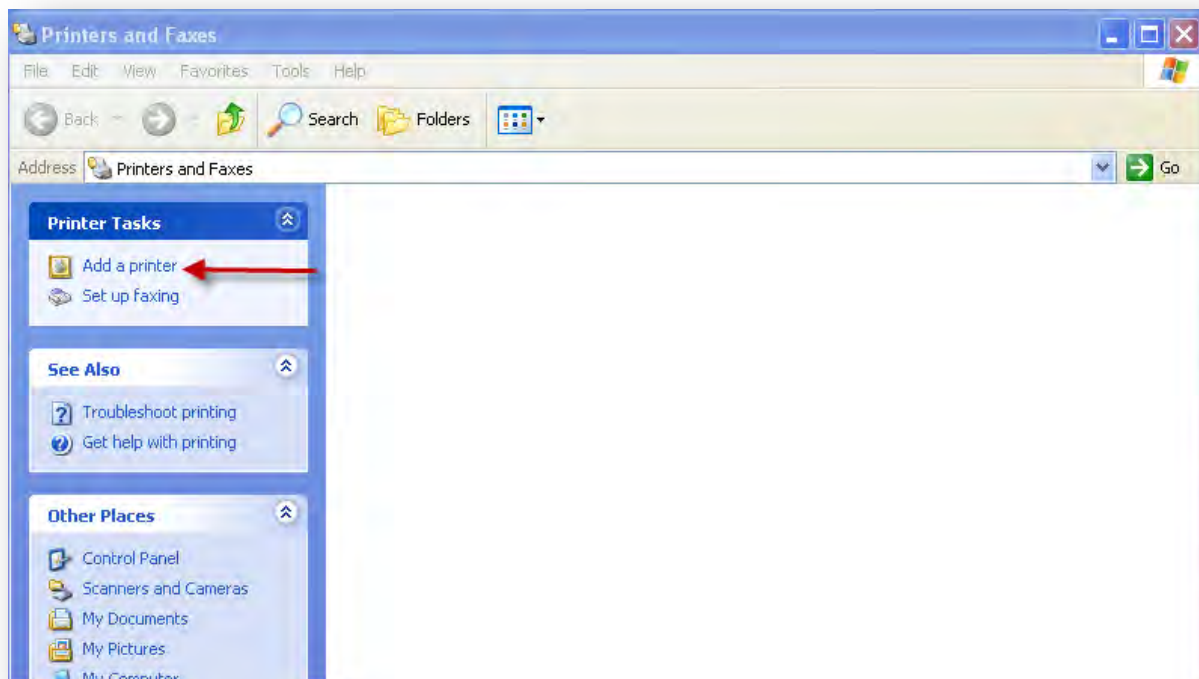 Printers and Faxes
File Edit View Favorites Tools Help
Back Search Folders
Address Printers and Faxes Go
Printer Tasks
Add a printer
Set up faxing
See Also
Troubleshoot printing
Get help with printing
Other Places
Control Panel
Scanners and Cameras
My Documents
My Pictures
My Computer